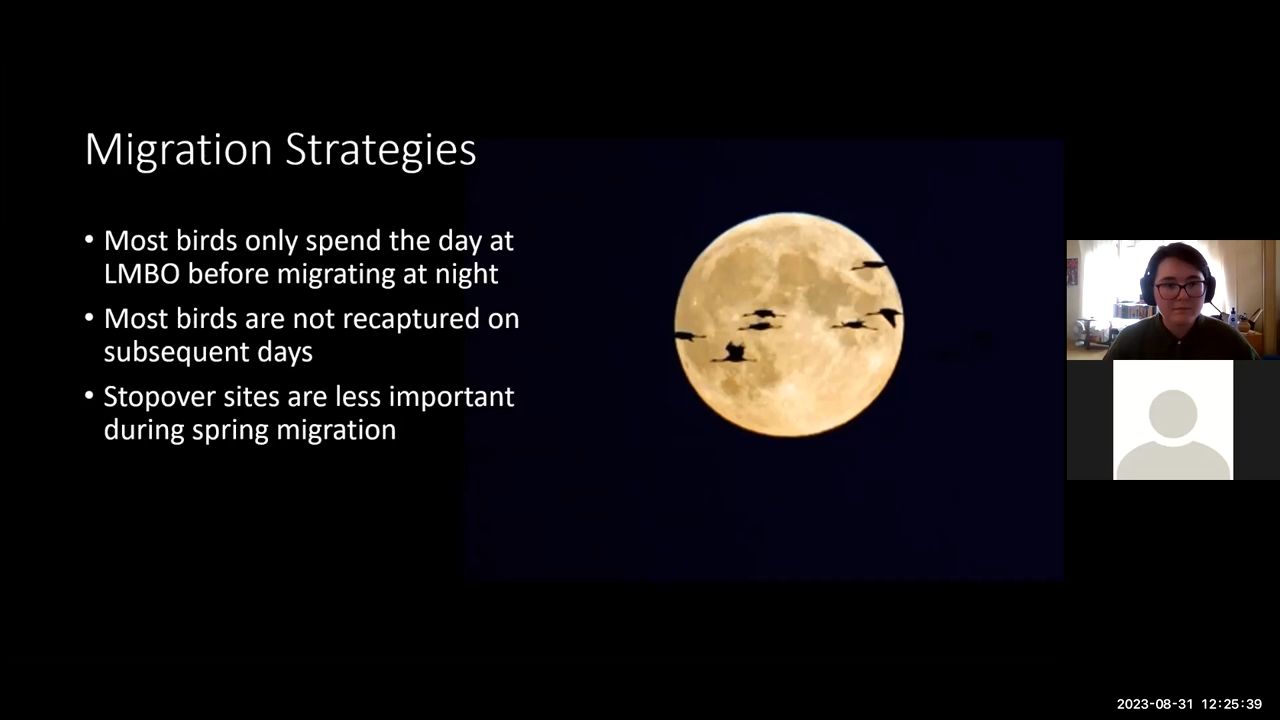 Migration Strategies
• Most birds only spend the day at
LMBO before migrating at night
• Most birds are not recaptured on
subsequent days
• Stopover sites are less important
during spring migration
2023-08-31 12:25:39